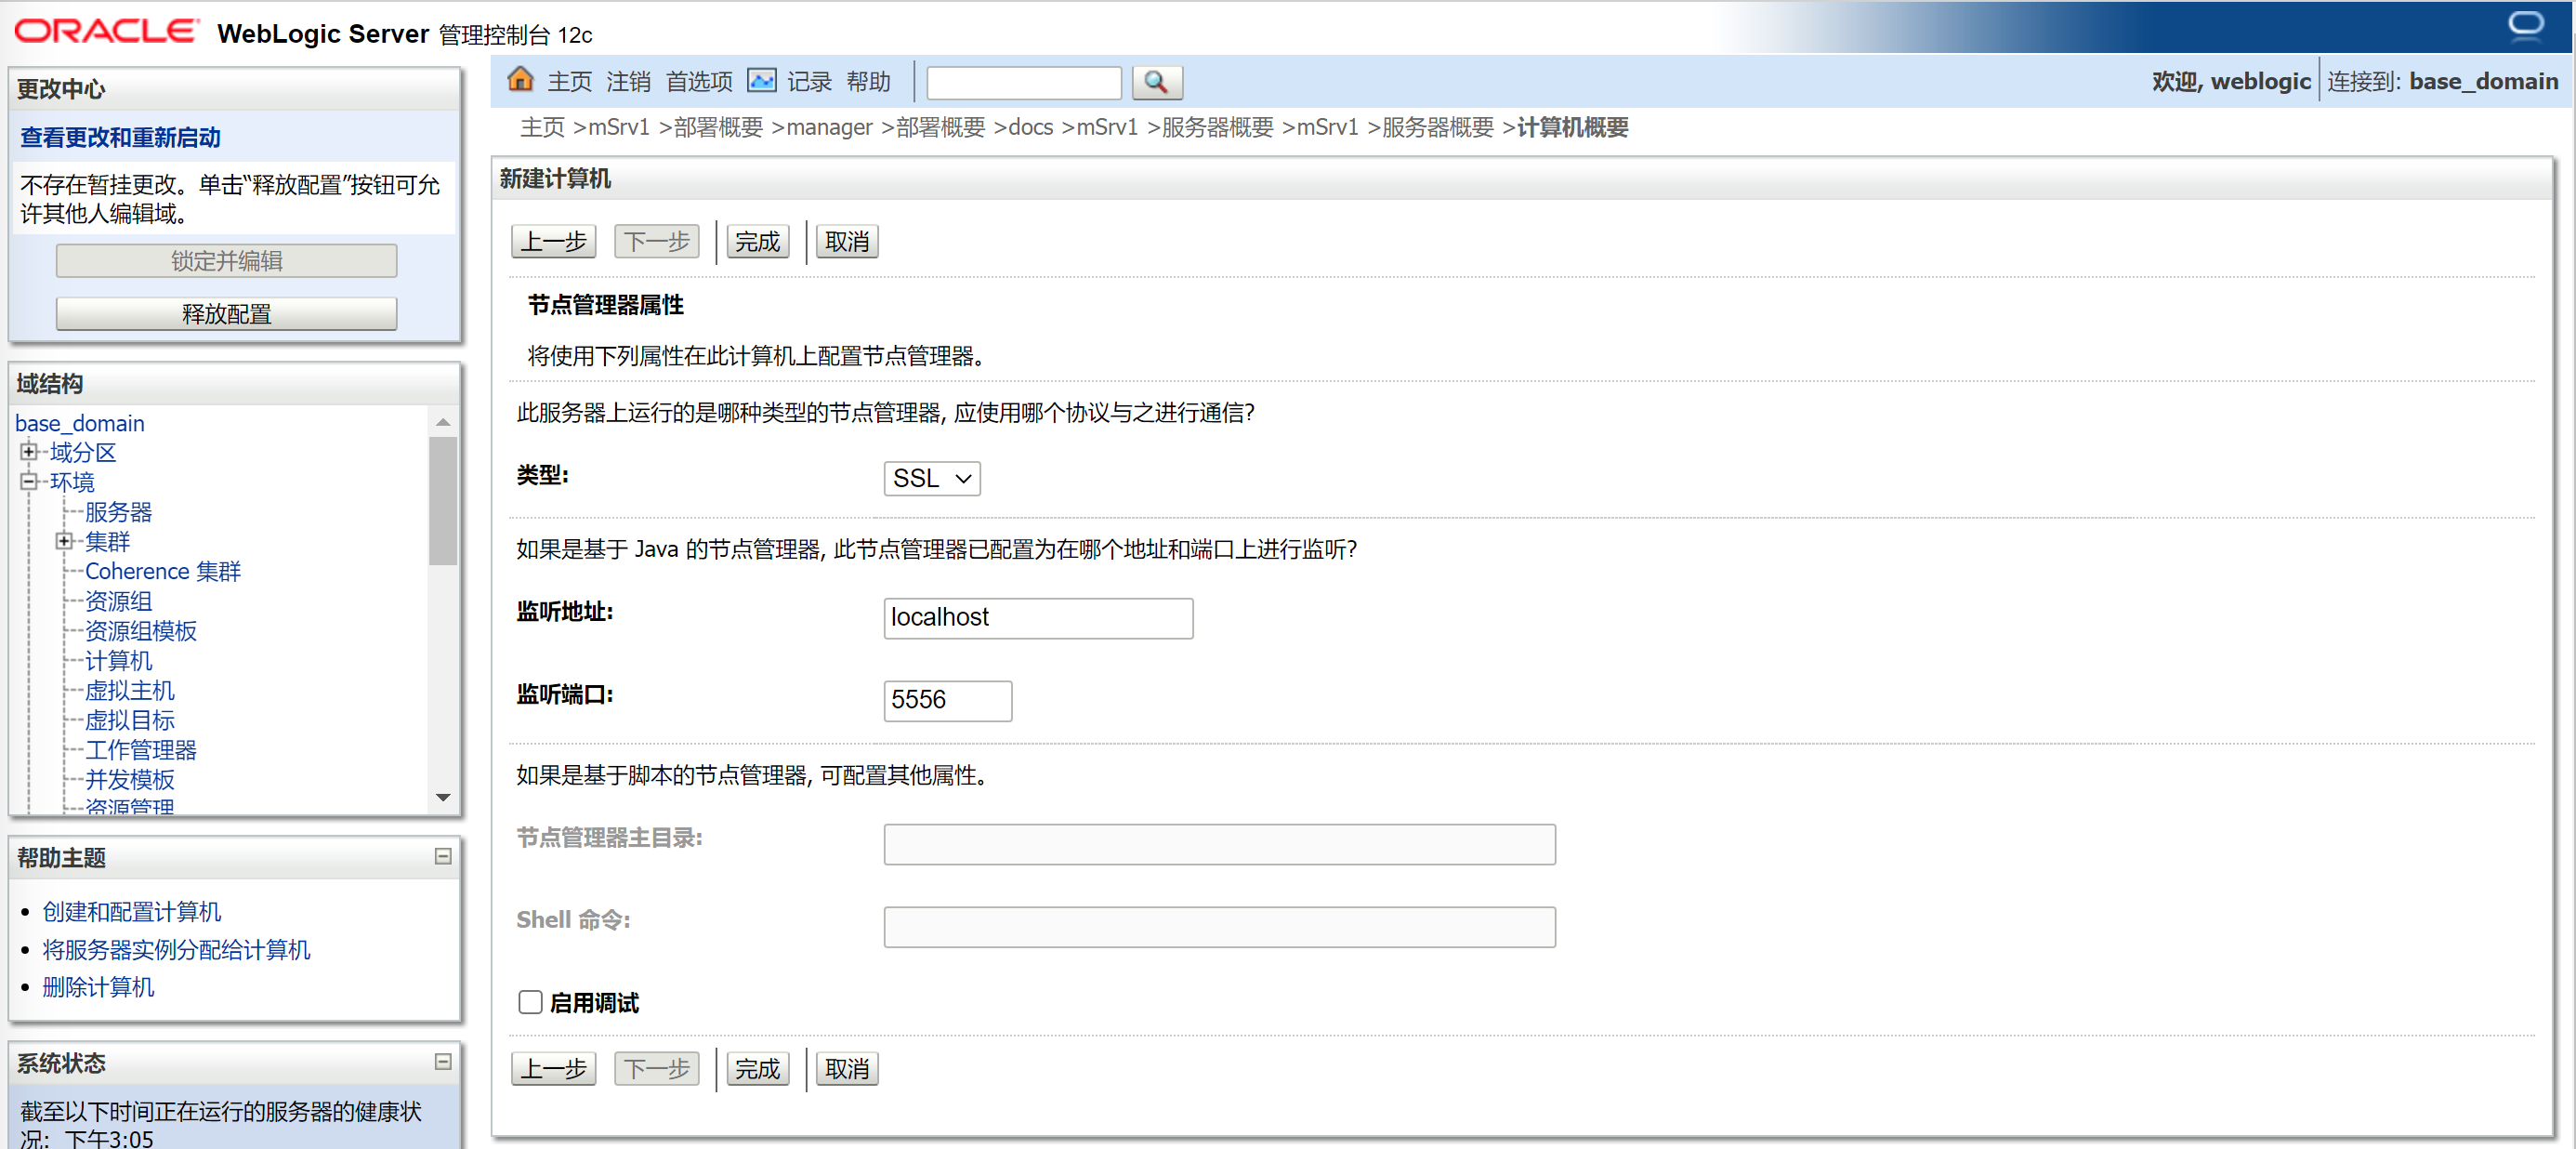 ORACLE WebLogic Server 管理控制台 12c
更改中心
查看更改和重新启动
不存在暂挂更改。单击“释放配置”按钮可允
许其他人编辑域。
锁定并编辑
释放配置
域结构
base_domain
域分区
环境
服务器
集群
Coherence 集群
资源组
资源组模板
计算机
虚拟主机
虚拟目标
工作管理器
并发模板
资源管理
帮助主题
创建和配置计算机
将服务器实例分配给计算机
删除计算机
系统状态
截至以下时间正在运行的服务器的健康状
况: 下午3:05
主页 注销 首选项 记录 帮助
欢迎, weblogic 连接到: base_domain
主页 >mSrv1 >部署概要 >manager >部署概要 >docs >mSrv1 >服务器概要 >mSrv1 >服务器概要 >计算机概要
新建计算机
上一步 下一步 完成 取消
节点管理器属性
将使用下列属性在此计算机上配置节点管理器。
此服务器上运行的是哪种类型的节点管理器, 应使用哪个协议与之进行通信?
类型: SSL
如果是基于 Java 的节点管理器, 此节点管理器已配置为在哪个地址和端口上进行监听?
监听地址: localhost
监听端口: 5556
如果是基于脚本的节点管理器, 可配置其他属性。
节点管理器主目录:
Shell 命令:
启用调试
上一步 下一步 完成 取消